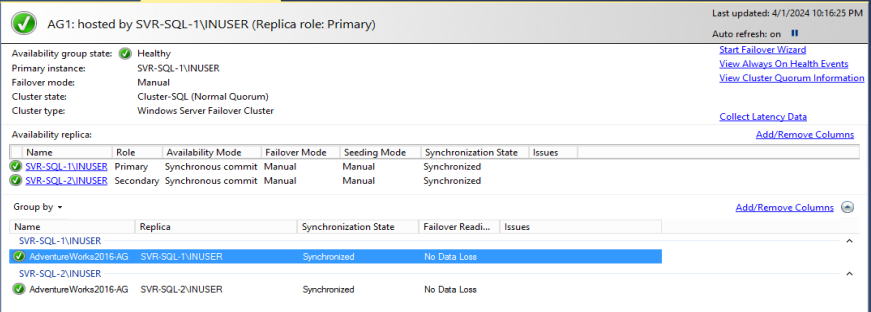 AG1: hosted by SVR-SQL-1\INUSER (Replica role: Primary)
Last updated: 4/1/2024 10:16:25 PM
Auto refresh: on
Availability group state: Healthy
Primary instance: SVR-SQL-1\INUSER
Failover mode: Manual
Cluster state: Cluster-SQL (Normal Quorum)
Cluster type: Windows Server Failover Cluster
Start Failover Wizard
View Always On Health Events
View Cluster Quorum Information
Collect Latency Data
Availability replica:
Add/Remove Columns
Name Role Availability Mode Failover Mode Seeding Mode Synchronization State Issues
SVR-SQL-1\INUSER Primary Synchronous commit Manual Manual Synchronized
SVR-SQL-2\INUSER Secondary Synchronous commit Manual Manual Synchronized
Group by
Add/Remove Columns
Name Replica Synchronization State Failover Readi... Issues
SVR-SQL-1\INUSER
AdventureWorks2016-AG SVR-SQL-1\INUSER Synchronized No Data Loss
SVR-SQL-2\INUSER
AdventureWorks2016-AG SVR-SQL-2\INUSER Synchronized No Data Loss